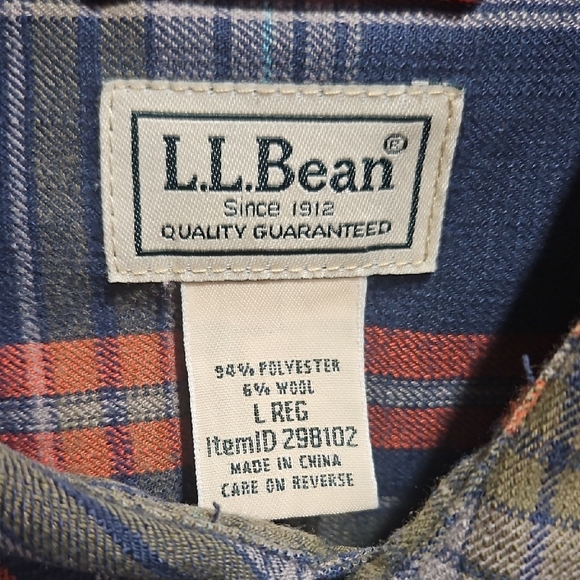 L.L.Bean®
Since 1912
QUALITY GUARANTEED
94% POLYESTER
6% WOOL
L REG
ItemID 298102
MADE IN CHINA
CARE ON REVERSE